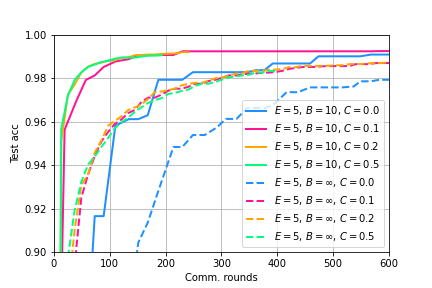 1.00
0.98
0.96
0.94
0.92
0.90
Test acc
E = 5, B = 10, C = 0.0
E = 5, B = 10, C = 0.1
E = 5, B = 10, C = 0.2
E = 5, B = 10, C = 0.5
E = 5, B = ∞, C = 0.0
E = 5, B = ∞, C = 0.1
E = 5, B = ∞, C = 0.2
E = 5, B = ∞, C = 0.5
0 100 200 300 400 500 600
Comm. rounds